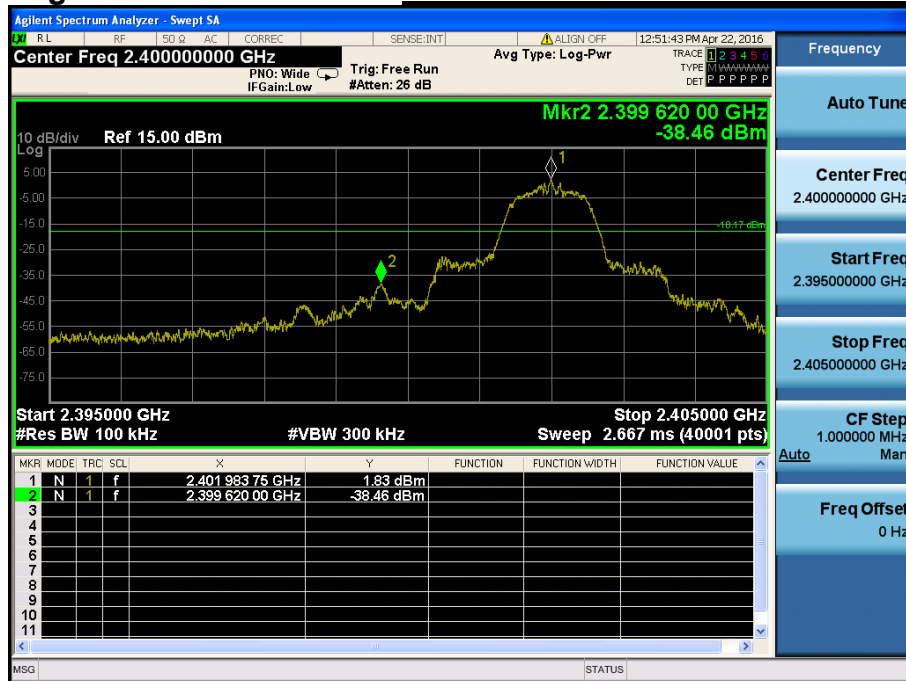 Agilent Spectrum Analyzer - Swept SA
LXI RL RF 50 Ω AC CORREC SENSE:INT ALIGN OFF 12:51:43 PM Apr 22, 2016
Center Freq 2.400000000 GHz
PNO: Wide
IFGain:Low
Trig: Free Run
#Atten: 26 dB
Avg Type: Log-Pwr
TRACE 1 2 3 4 5 6
TYPE M WWWWW
DET P P P P P P
Mkr2 2.399 620 00 GHz
-38.46 dBm
10 dB/div Ref 15.00 dBm
Log
5.00
-5.00
-15.0
-25.0
-35.0
-45.0
-55.0
-65.0
-75.0
1
-18.17 dBm
2
Start 2.395000 GHz Stop 2.405000 GHz
#Res BW 100 kHz #VBW 300 kHz Sweep 2.667 ms (40001 pts)
MKR MODE TRC SCL X Y FUNCTION FUNCTION WIDTH FUNCTION VALUE
1 N 1 f 2.401 983 75 GHz 1.83 dBm
2 N 1 f 2.399 620 00 GHz -38.46 dBm
3
4
5
6
7
8
9
10
11
MSG STATUS
Frequency
Auto Tune
Center Freq
2.400000000 GHz
Start Freq
2.395000000 GHz
Stop Freq
2.405000000 GHz
CF Step
1.000000 MHz
Auto Man
Freq Offset
0 Hz